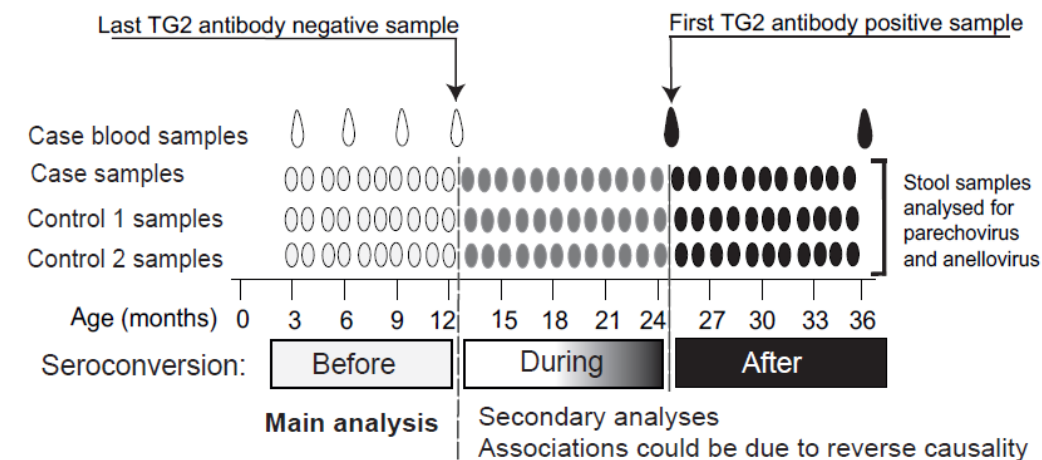 Last TG2 antibody negative sample
First TG2 antibody positive sample
Case blood samples
Case samples
Control 1 samples
Control 2 samples
Stool samples
analysed for
parechovirus
and anellovirus
Age (months) 0 3 6 9 12 15 18 21 24 27 30 33 36
Seroconversion: Before During After
Main analysis
Secondary analyses
Associations could be due to reverse causality